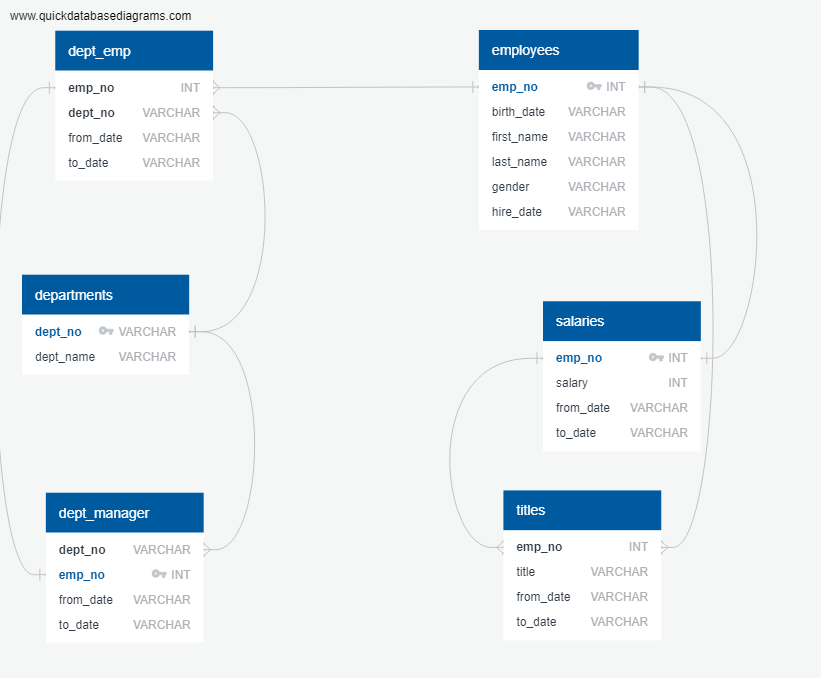 www.quickdatabasediagrams.com
dept_emp
emp_no INT
dept_no VARCHAR
from_date VARCHAR
to_date VARCHAR
employees
emp_no INT
birth_date VARCHAR
first_name VARCHAR
last_name VARCHAR
gender VARCHAR
hire_date VARCHAR
departments
dept_no VARCHAR
dept_name VARCHAR
salaries
emp_no INT
salary INT
from_date VARCHAR
to_date VARCHAR
dept_manager
dept_no VARCHAR
emp_no INT
from_date VARCHAR
to_date VARCHAR
titles
emp_no INT
title VARCHAR
from_date VARCHAR
to_date VARCHAR